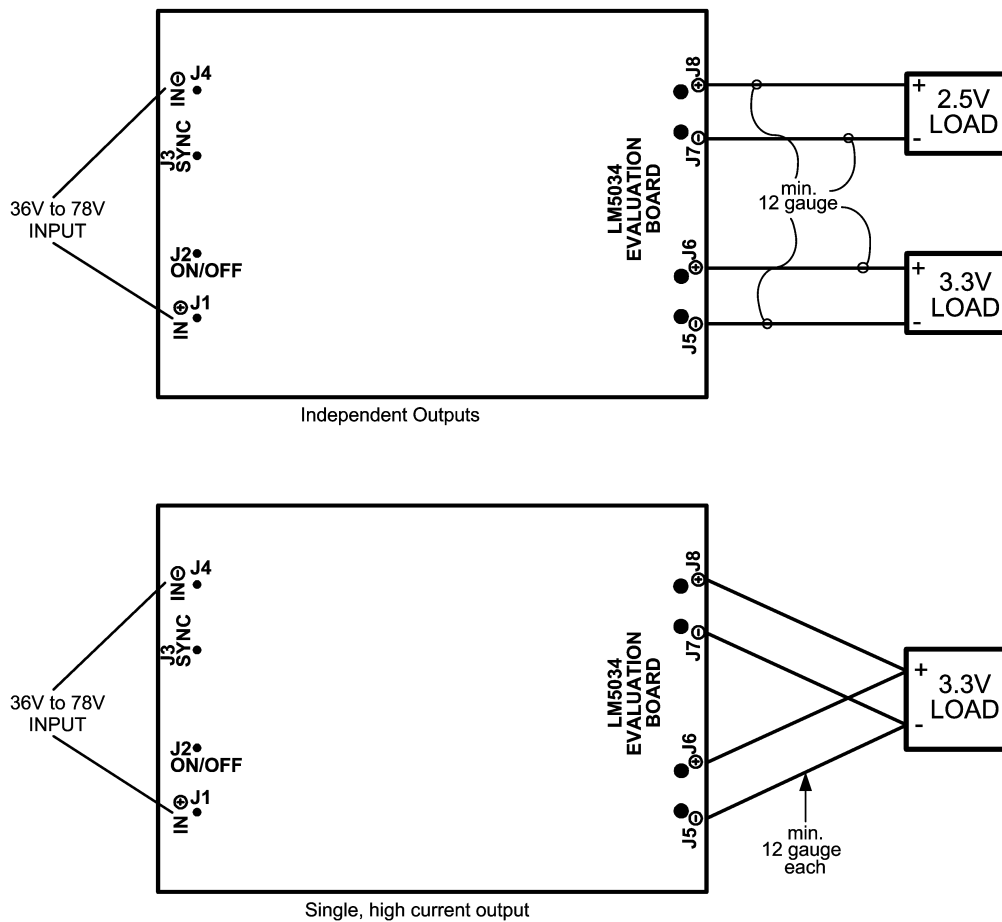 IN ⊖ J4
J3 SYNC
36V to 78V
INPUT
J2
ON/OFF
IN ⊕ J1
LM5034
EVALUATION
BOARD
J8 ⊕
J7 ⊖
J6 ⊕
J5 ⊖
min.
12 gauge
+ 2.5V
- LOAD
+ 3.3V
- LOAD
Independent Outputs
IN ⊖ J4
J3 SYNC
36V to 78V
INPUT
J2
ON/OFF
IN ⊕ J1
LM5034
EVALUATION
BOARD
J8 ⊕
J7 ⊖
J6 ⊕
J5 ⊖
+ 3.3V
- LOAD
min.
12 gauge
each
Single, high current output